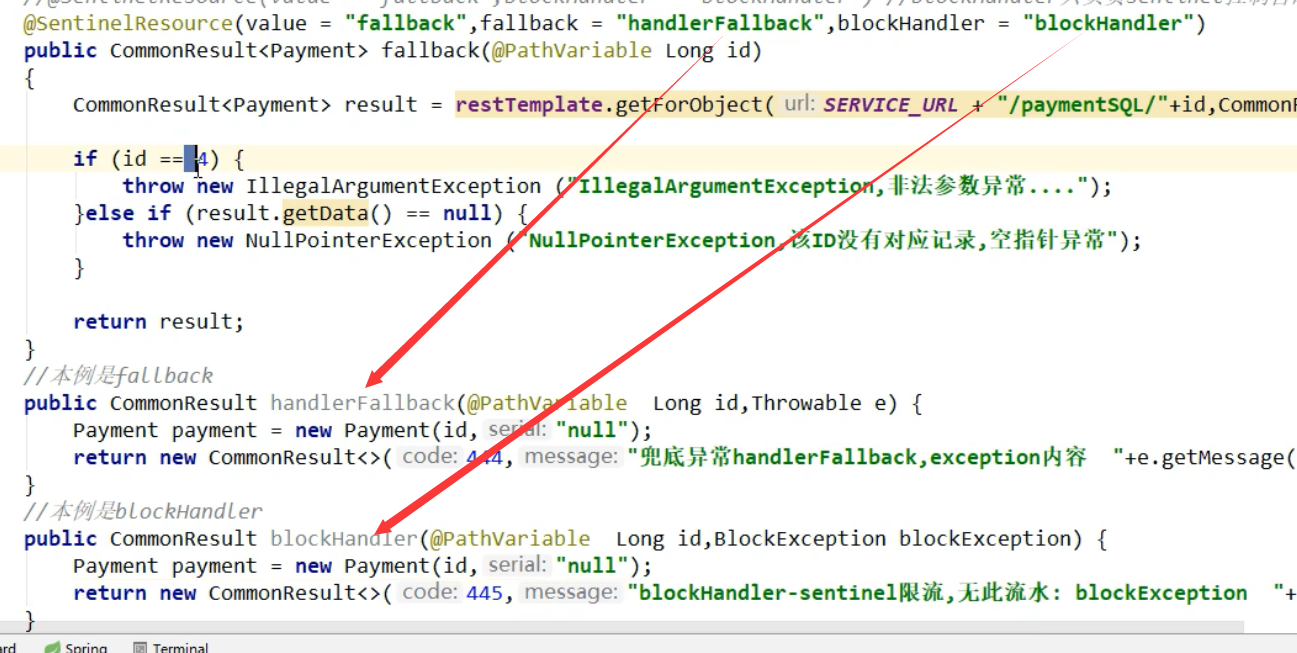 @SentinelResource(value = "fallback",fallback = "handlerFallback",blockHandler = "blockHandler")
public CommonResult<Payment> fallback(@PathVariable Long id)
{
CommonResult<Payment> result = restTemplate.getForObject( url: SERVICE_URL + "/paymentSQL/"+id,Common
if (id == 4) {
throw new IllegalArgumentException ("IllegalArgumentException,非法参数异常....");
}else if (result.getData() == null) {
throw new NullPointerException ("NullPointerException,该ID没有对应记录,空指针异常");
}
return result;
}
//本例是fallback
public CommonResult handlerFallback(@PathVariable Long id,Throwable e) {
Payment payment = new Payment(id, serial: "null");
return new CommonResult<>( code: 444, message: "兜底异常handlerFallback,exception内容 "+e.getMessage(
}
//本例是blockHandler
public CommonResult blockHandler(@PathVariable Long id,BlockException blockException) {
Payment payment = new Payment(id, serial: "null");
return new CommonResult<>( code: 445, message: "blockHandler-sentinel限流,无此流水: blockException "+
}
ard Spring Terminal